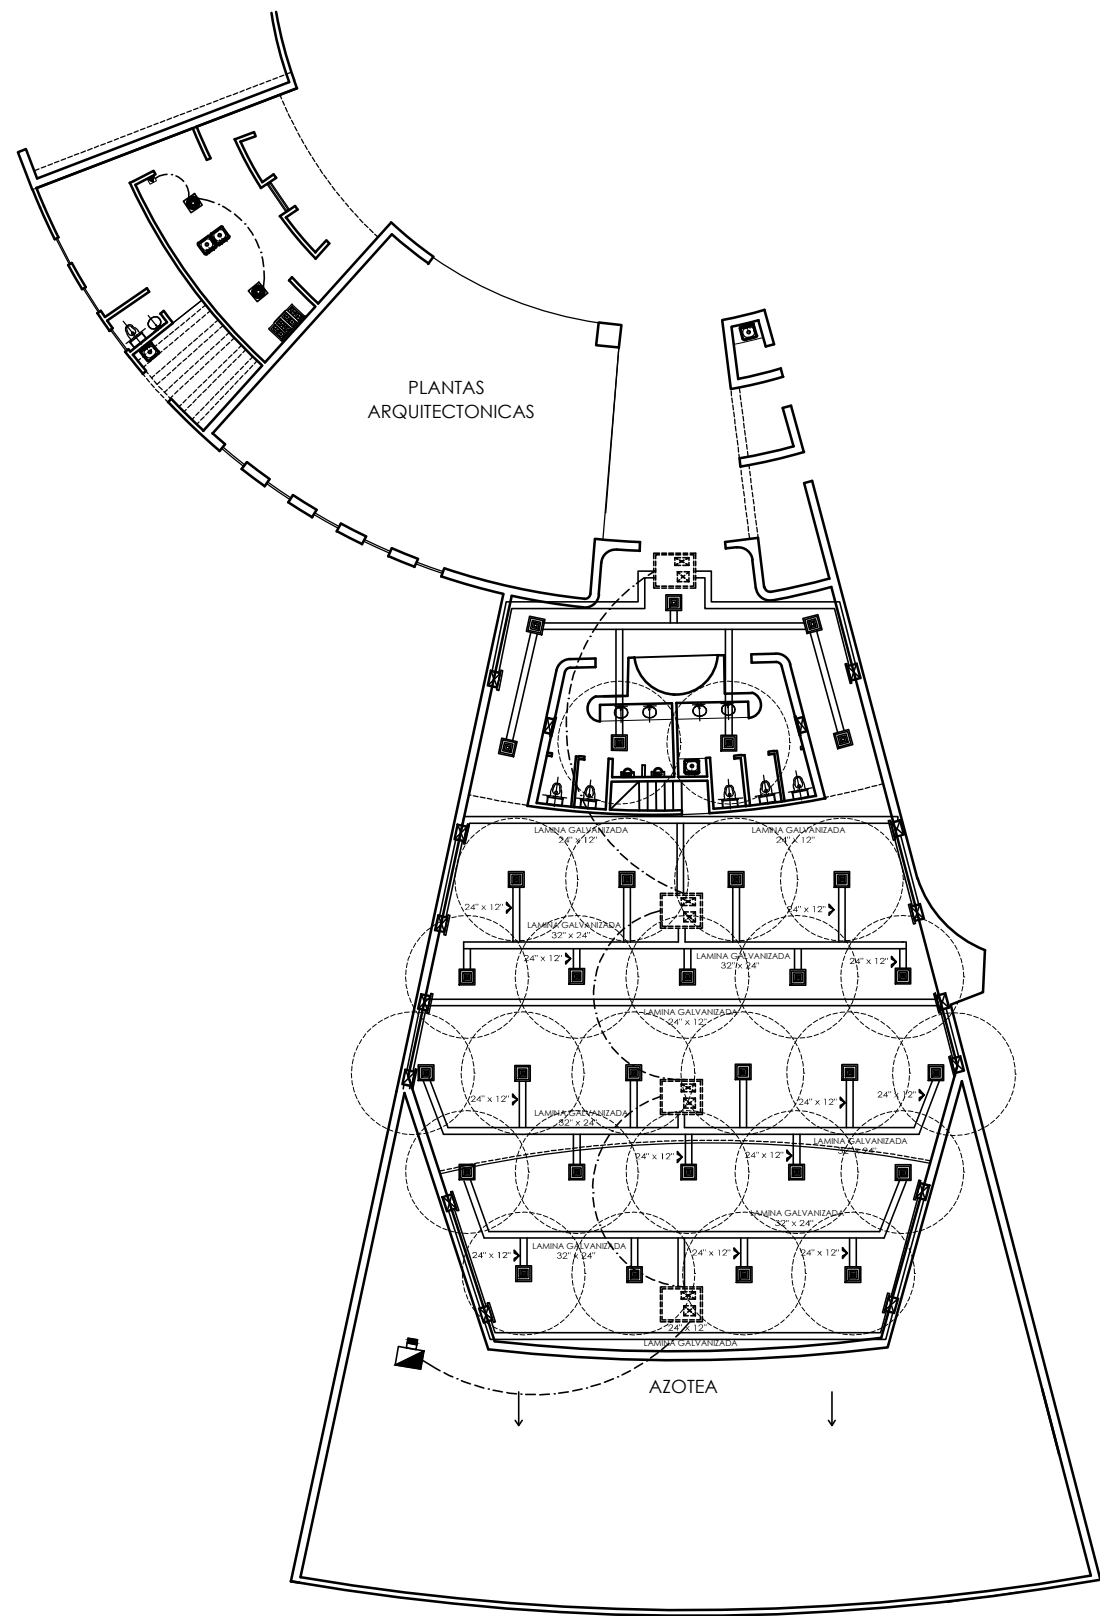 PLANTAS
ARQUITECTONICAS
LAMINA GALVANIZADA
24" x 12"
LAMINA GALVANIZADA
24" x 12"
24" x 12"
24" x 12"
LAMINA GALVANIZADA
32" x 24"
24" x 12"
LAMINA GALVANIZADA
32" x 24"
24" x 12"
LAMINA GALVANIZADA
24" x 12"
24" x 12"
24" x 12"
24" x 12"
LAMINA GALVANIZADA
32" x 24"
LAMINA GALVANIZADA
32" x 24"
24" x 12"
24" x 12"
LAMINA GALVANIZADA
32" x 24"
LAMINA GALVANIZADA
32" x 24"
24" x 12"
24" x 12"
24" x 12"
24" x 12"
LAMINA GALVANIZADA
AZOTEA